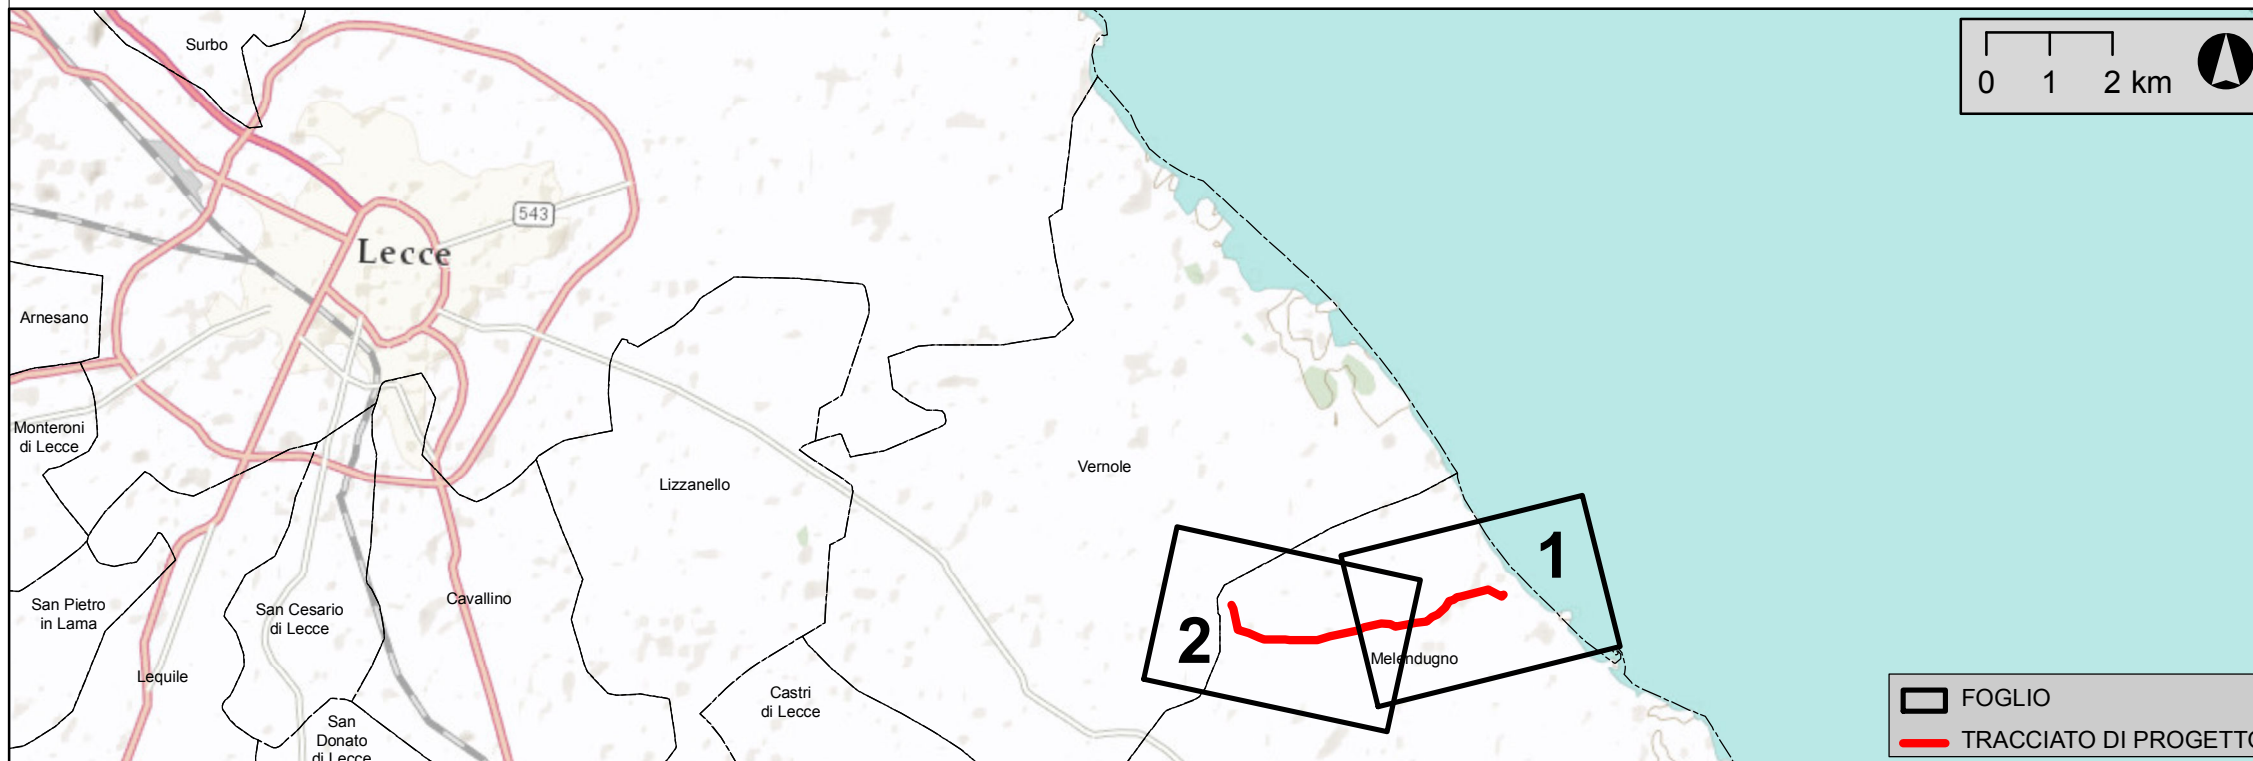 Surbo
0 1 2 km
543
Lecce
Arnesano
Monteroni
di Lecce
Lizzanello
Vernole
1
San Pietro
in Lama
San Cesario
di Lecce
Cavallino
2
Melendugno
Lequile
Castri
di Lecce
San
Donato
di Lecce
FOGLIO
TRACCIATO DI PROGETTO